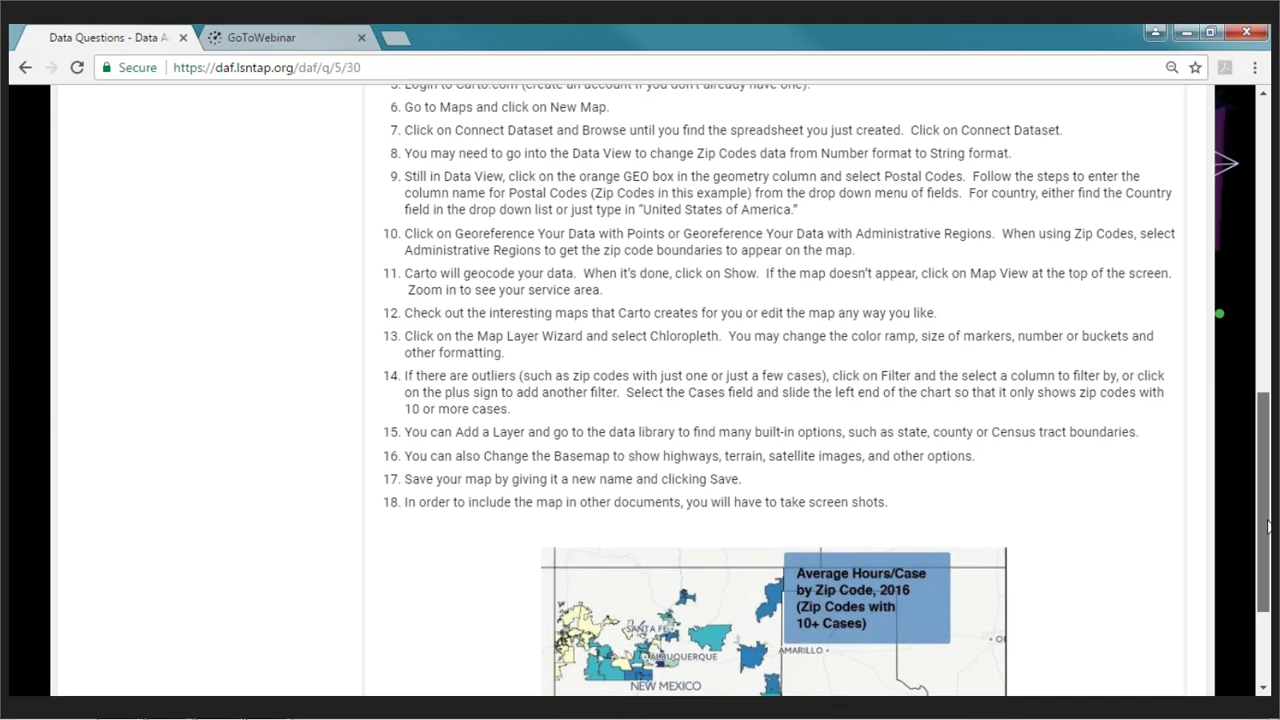 Data Questions - Data A
GoToWebinar
Secure https://daf.lsntap.org/daf/q/5/30
5. Login to Carto.com (create an account if you don't already have one).
6. Go to Maps and click on New Map.
7. Click on Connect Dataset and Browse until you find the spreadsheet you just created. Click on Connect Dataset.
8. You may need to go into the Data View to change Zip Codes data from Number format to String format.
9. Still in Data View, click on the orange GEO box in the geometry column and select Postal Codes. Follow the steps to enter the
column name for Postal Codes (Zip Codes in this example) from the drop down menu of fields. For country, either find the Country
field in the drop down list or just type in “United States of America.”
10. Click on Georeference Your Data with Points or Georeference Your Data with Administrative Regions. When using Zip Codes, select
Administrative Regions to get the zip code boundaries to appear on the map.
11. Carto will geocode your data. When it’s done, click on Show. If the map doesn’t appear, click on Map View at the top of the screen.
Zoom in to see your service area.
12. Check out the interesting maps that Carto creates for you or edit the map any way you like.
13. Click on the Map Layer Wizard and select Chloropleth. You may change the color ramp, size of markers, number or buckets and
other formatting.
14. If there are outliers (such as zip codes with just one or just a few cases), click on Filter and the select a column to filter by, or click
on the plus sign to add another filter. Select the Cases field and slide the left end of the chart so that it only shows zip codes with
10 or more cases.
15. You can Add a Layer and go to the data library to find many built-in options, such as state, county or Census tract boundaries.
16. You can also Change the Basemap to show highways, terrain, satellite images, and other options.
17. Save your map by giving it a new name and clicking Save.
18. In order to include the map in other documents, you will have to take screen shots.
Average Hours/Case
by Zip Code, 2016
(Zip Codes with
10+ Cases)
SANTA FE
ALBUQUERQUE
AMARILLO
NEW MEXICO